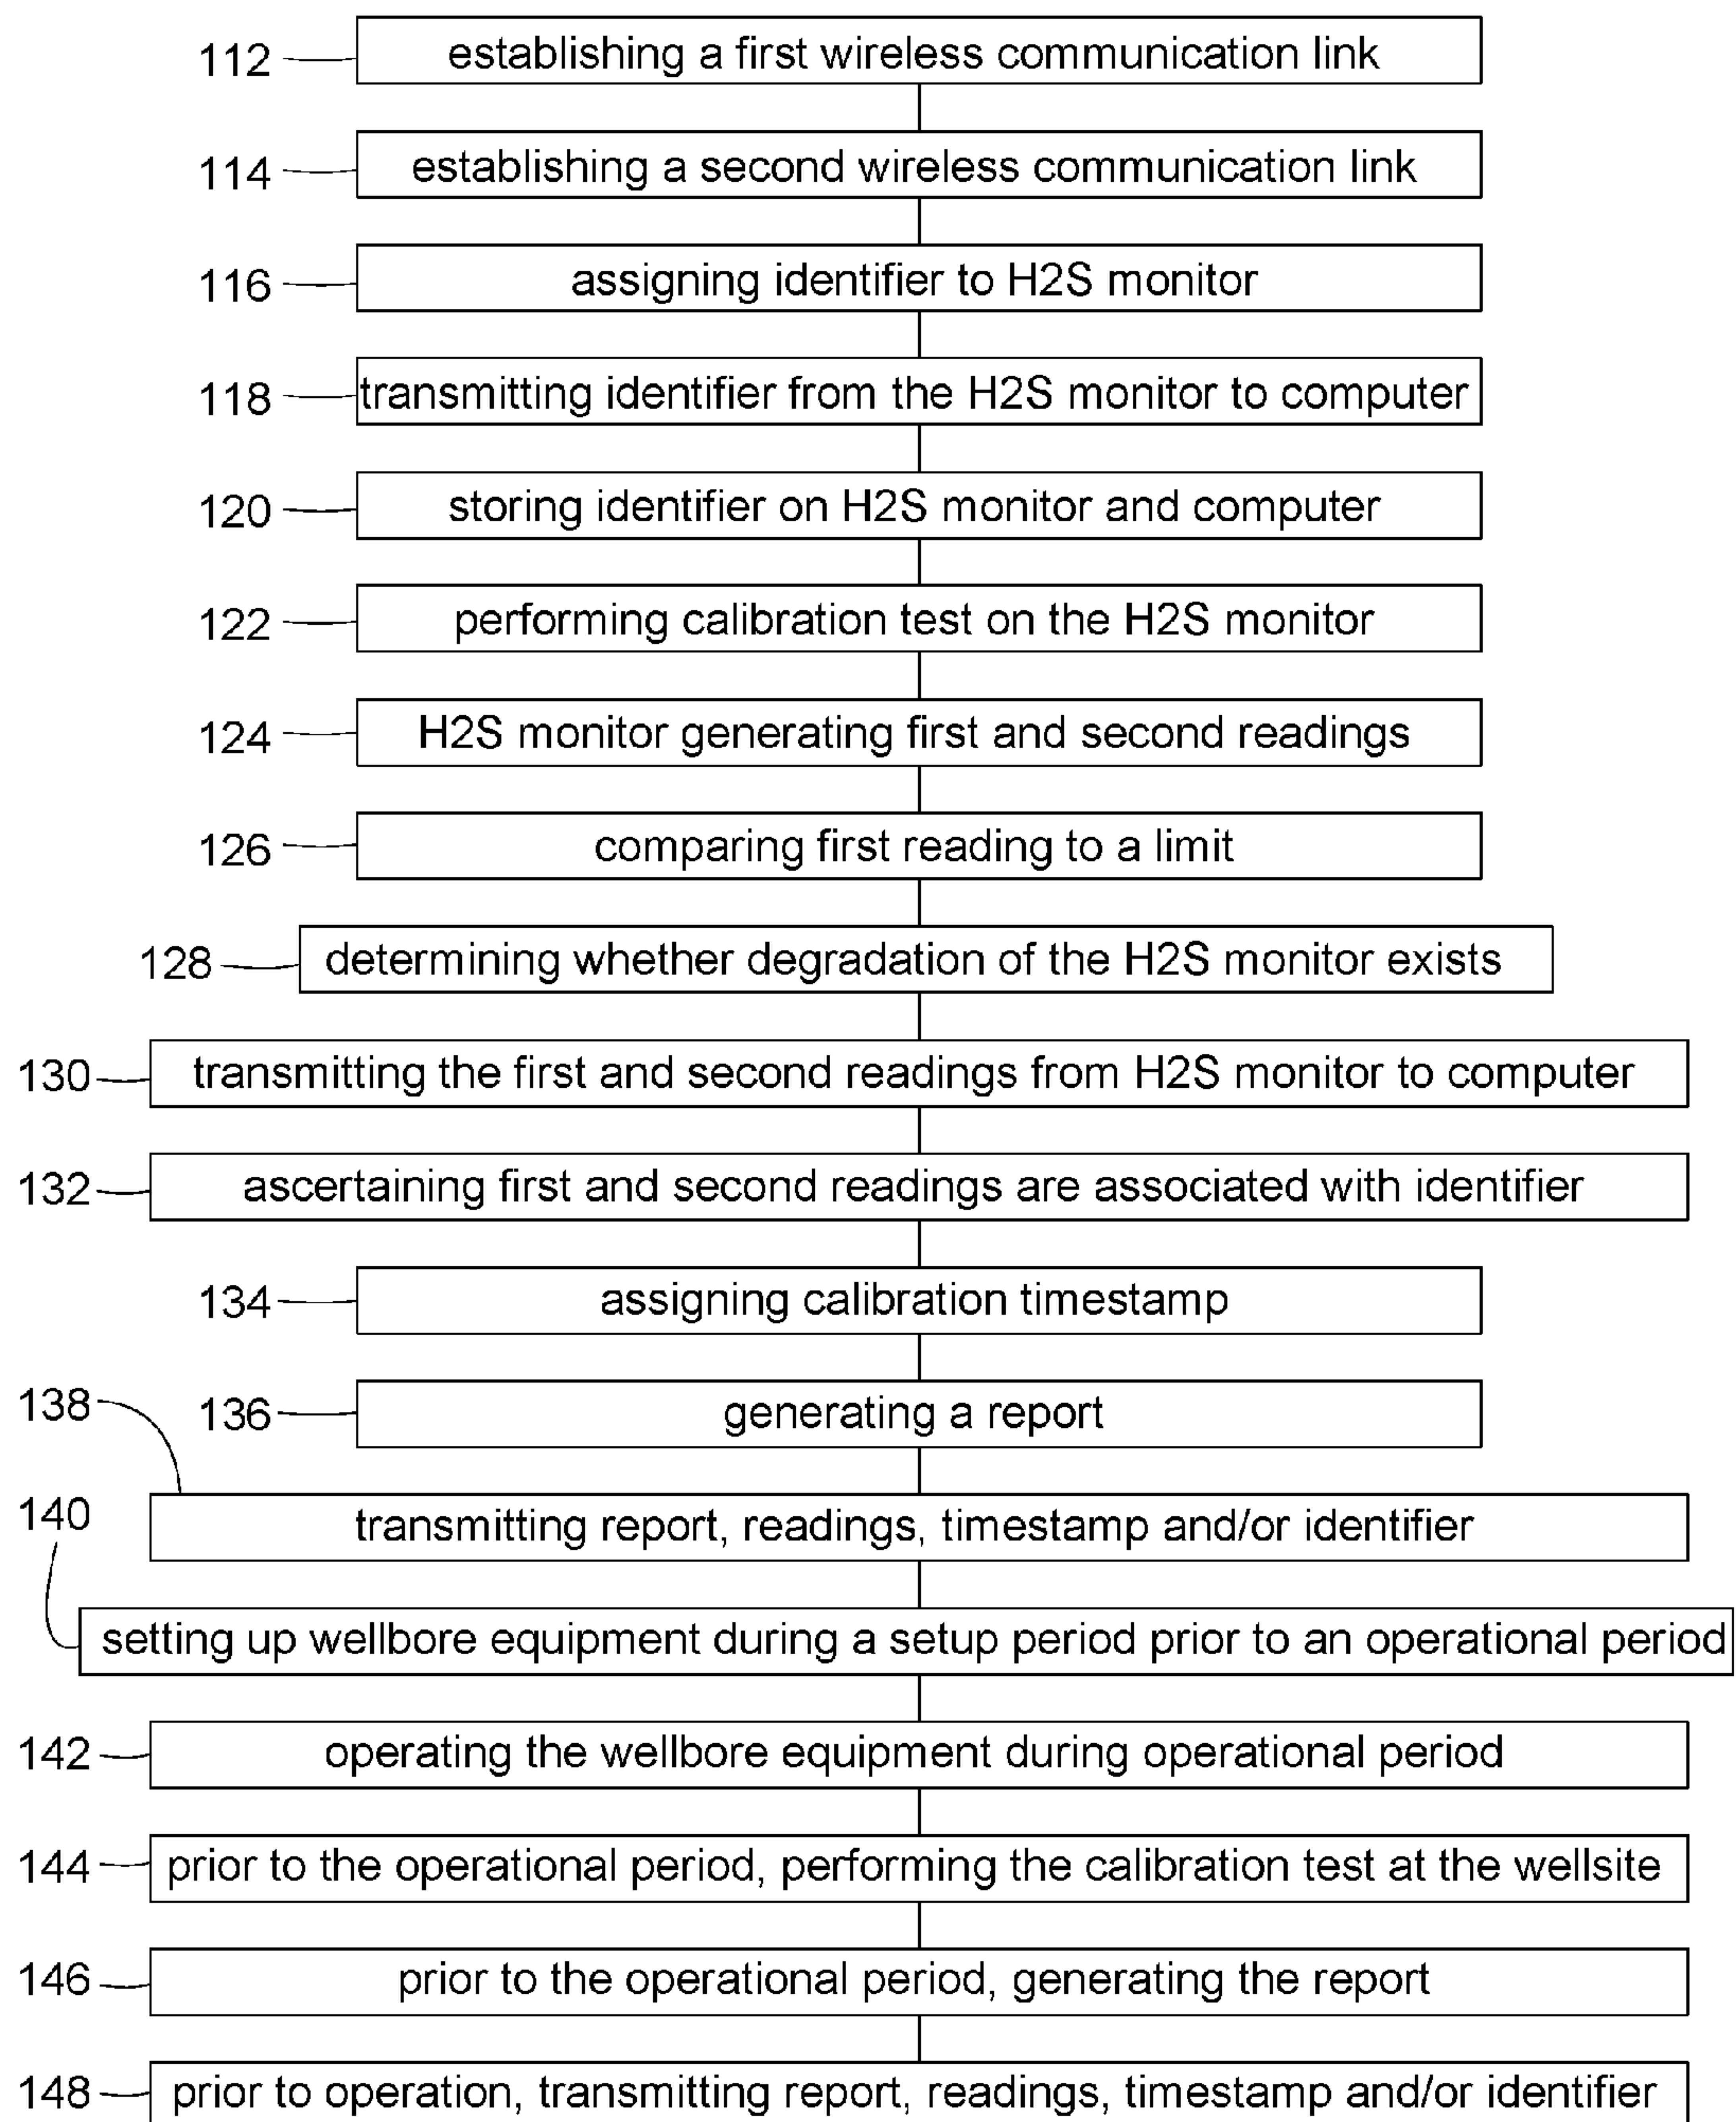 112 establishing a first wireless communication link
114 establishing a second wireless communication link
116 assigning identifier to H2S monitor
118 transmitting identifier from the H2S monitor to computer
120 storing identifier on H2S monitor and computer
122 performing calibration test on the H2S monitor
124 H2S monitor generating first and second readings
126 comparing first reading to a limit
128 determining whether degradation of the H2S monitor exists
130 transmitting the first and second readings from H2S monitor to computer
132 ascertaining first and second readings are associated with identifier
134 assigning calibration timestamp
138 136 generating a report
140 transmitting report, readings, timestamp and/or identifier
setting up wellbore equipment during a setup period prior to an operational period
142 operating the wellbore equipment during operational period
144 prior to the operational period, performing the calibration test at the wellsite
146 prior to the operational period, generating the report
148 prior to operation, transmitting report, readings, timestamp and/or identifier